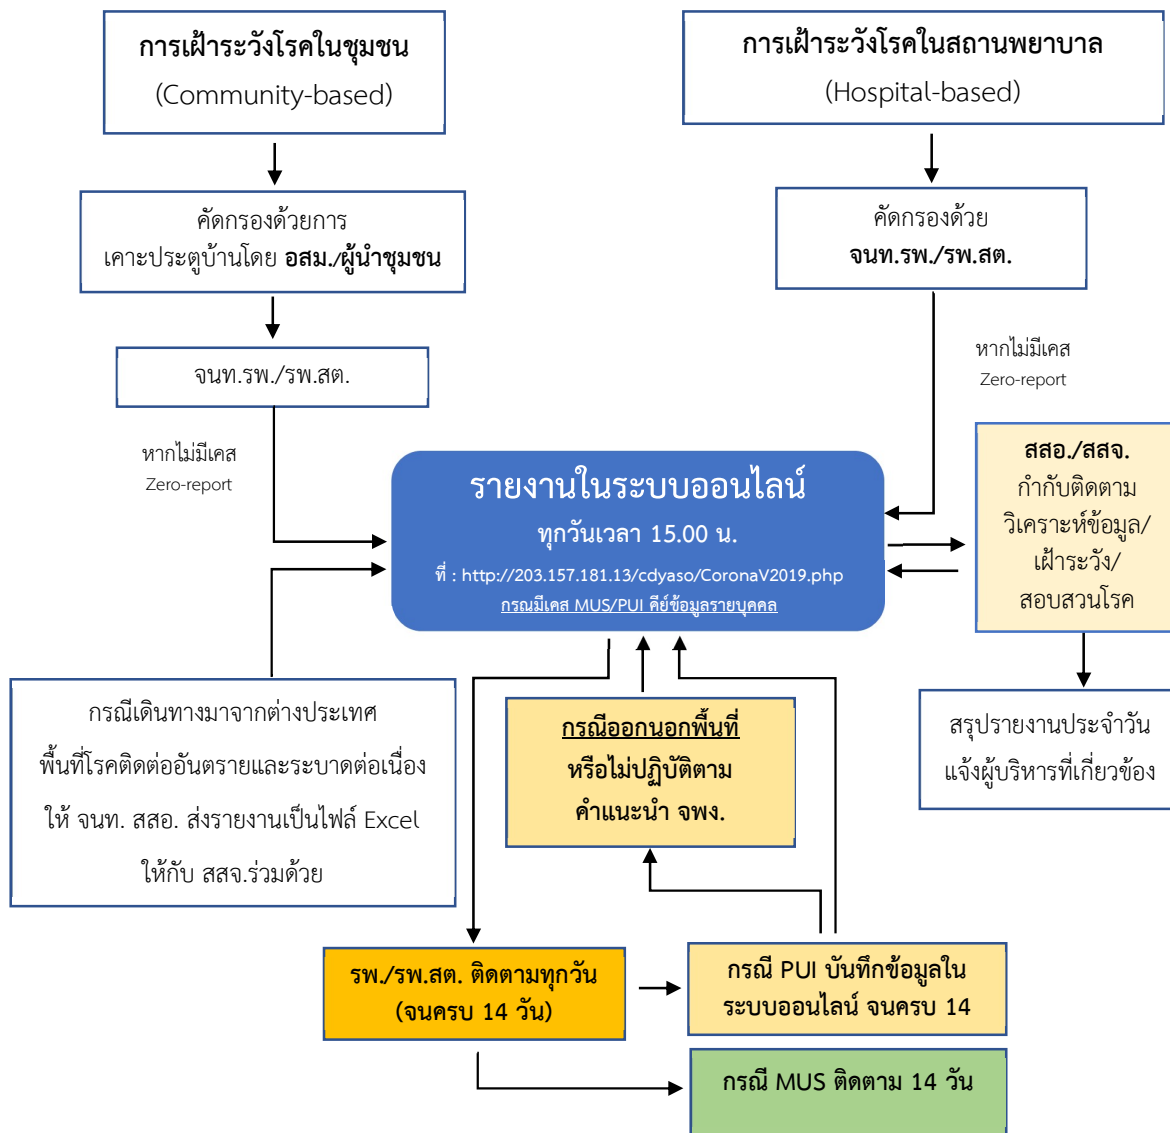 การเฝ้าระวังโรคในชุมชน
(Community-based)
การเฝ้าระวังโรคในสถานพยาบาล
(Hospital-based)
คัดกรองด้วยการ
เคาะประตูบ้านโดย อสม./ผู้นำชุมชน
คัดกรองด้วย
จนท.รพ./รพ.สต.
จนท.รพ./รพ.สต.
หากไม่มีเคส
Zero-report
หากไม่มีเคส
Zero-report
รายงานในระบบออนไลน์
ทุกวันเวลา 15.00 น.
ที่ : http://203.157.181.13/cdyaso/CoronaV2019.php
กรณมีเคส MUS/PUI คีย์ข้อมูลรายบุคคล
สสอ./สสจ.
กำกับติดตาม
วิเคราะห์ข้อมูล/
เฝ้าระวัง/
สอบสวนโรค
กรณีเดินทางมาจากต่างประเทศ
พื้นที่โรคติดต่ออันตรายและระบาดต่อเนื่อง
ให้ จนท. สสอ. ส่งรายงานเป็นไฟล์ Excel
ให้กับ สสจ.ร่วมด้วย
กรณีออกนอกพื้นที่
หรือไม่ปฏิบัติตาม
คำแนะนำ จพง.
สรุปรายงานประจำวัน
แจ้งผู้บริหารที่เกี่ยวข้อง
รพ./รพ.สต. ติดตามทุกวัน
(จนครบ 14 วัน)
กรณี PUI บันทึกข้อมูลใน
ระบบออนไลน์ จนครบ 14
กรณี MUS ติดตาม 14 วัน